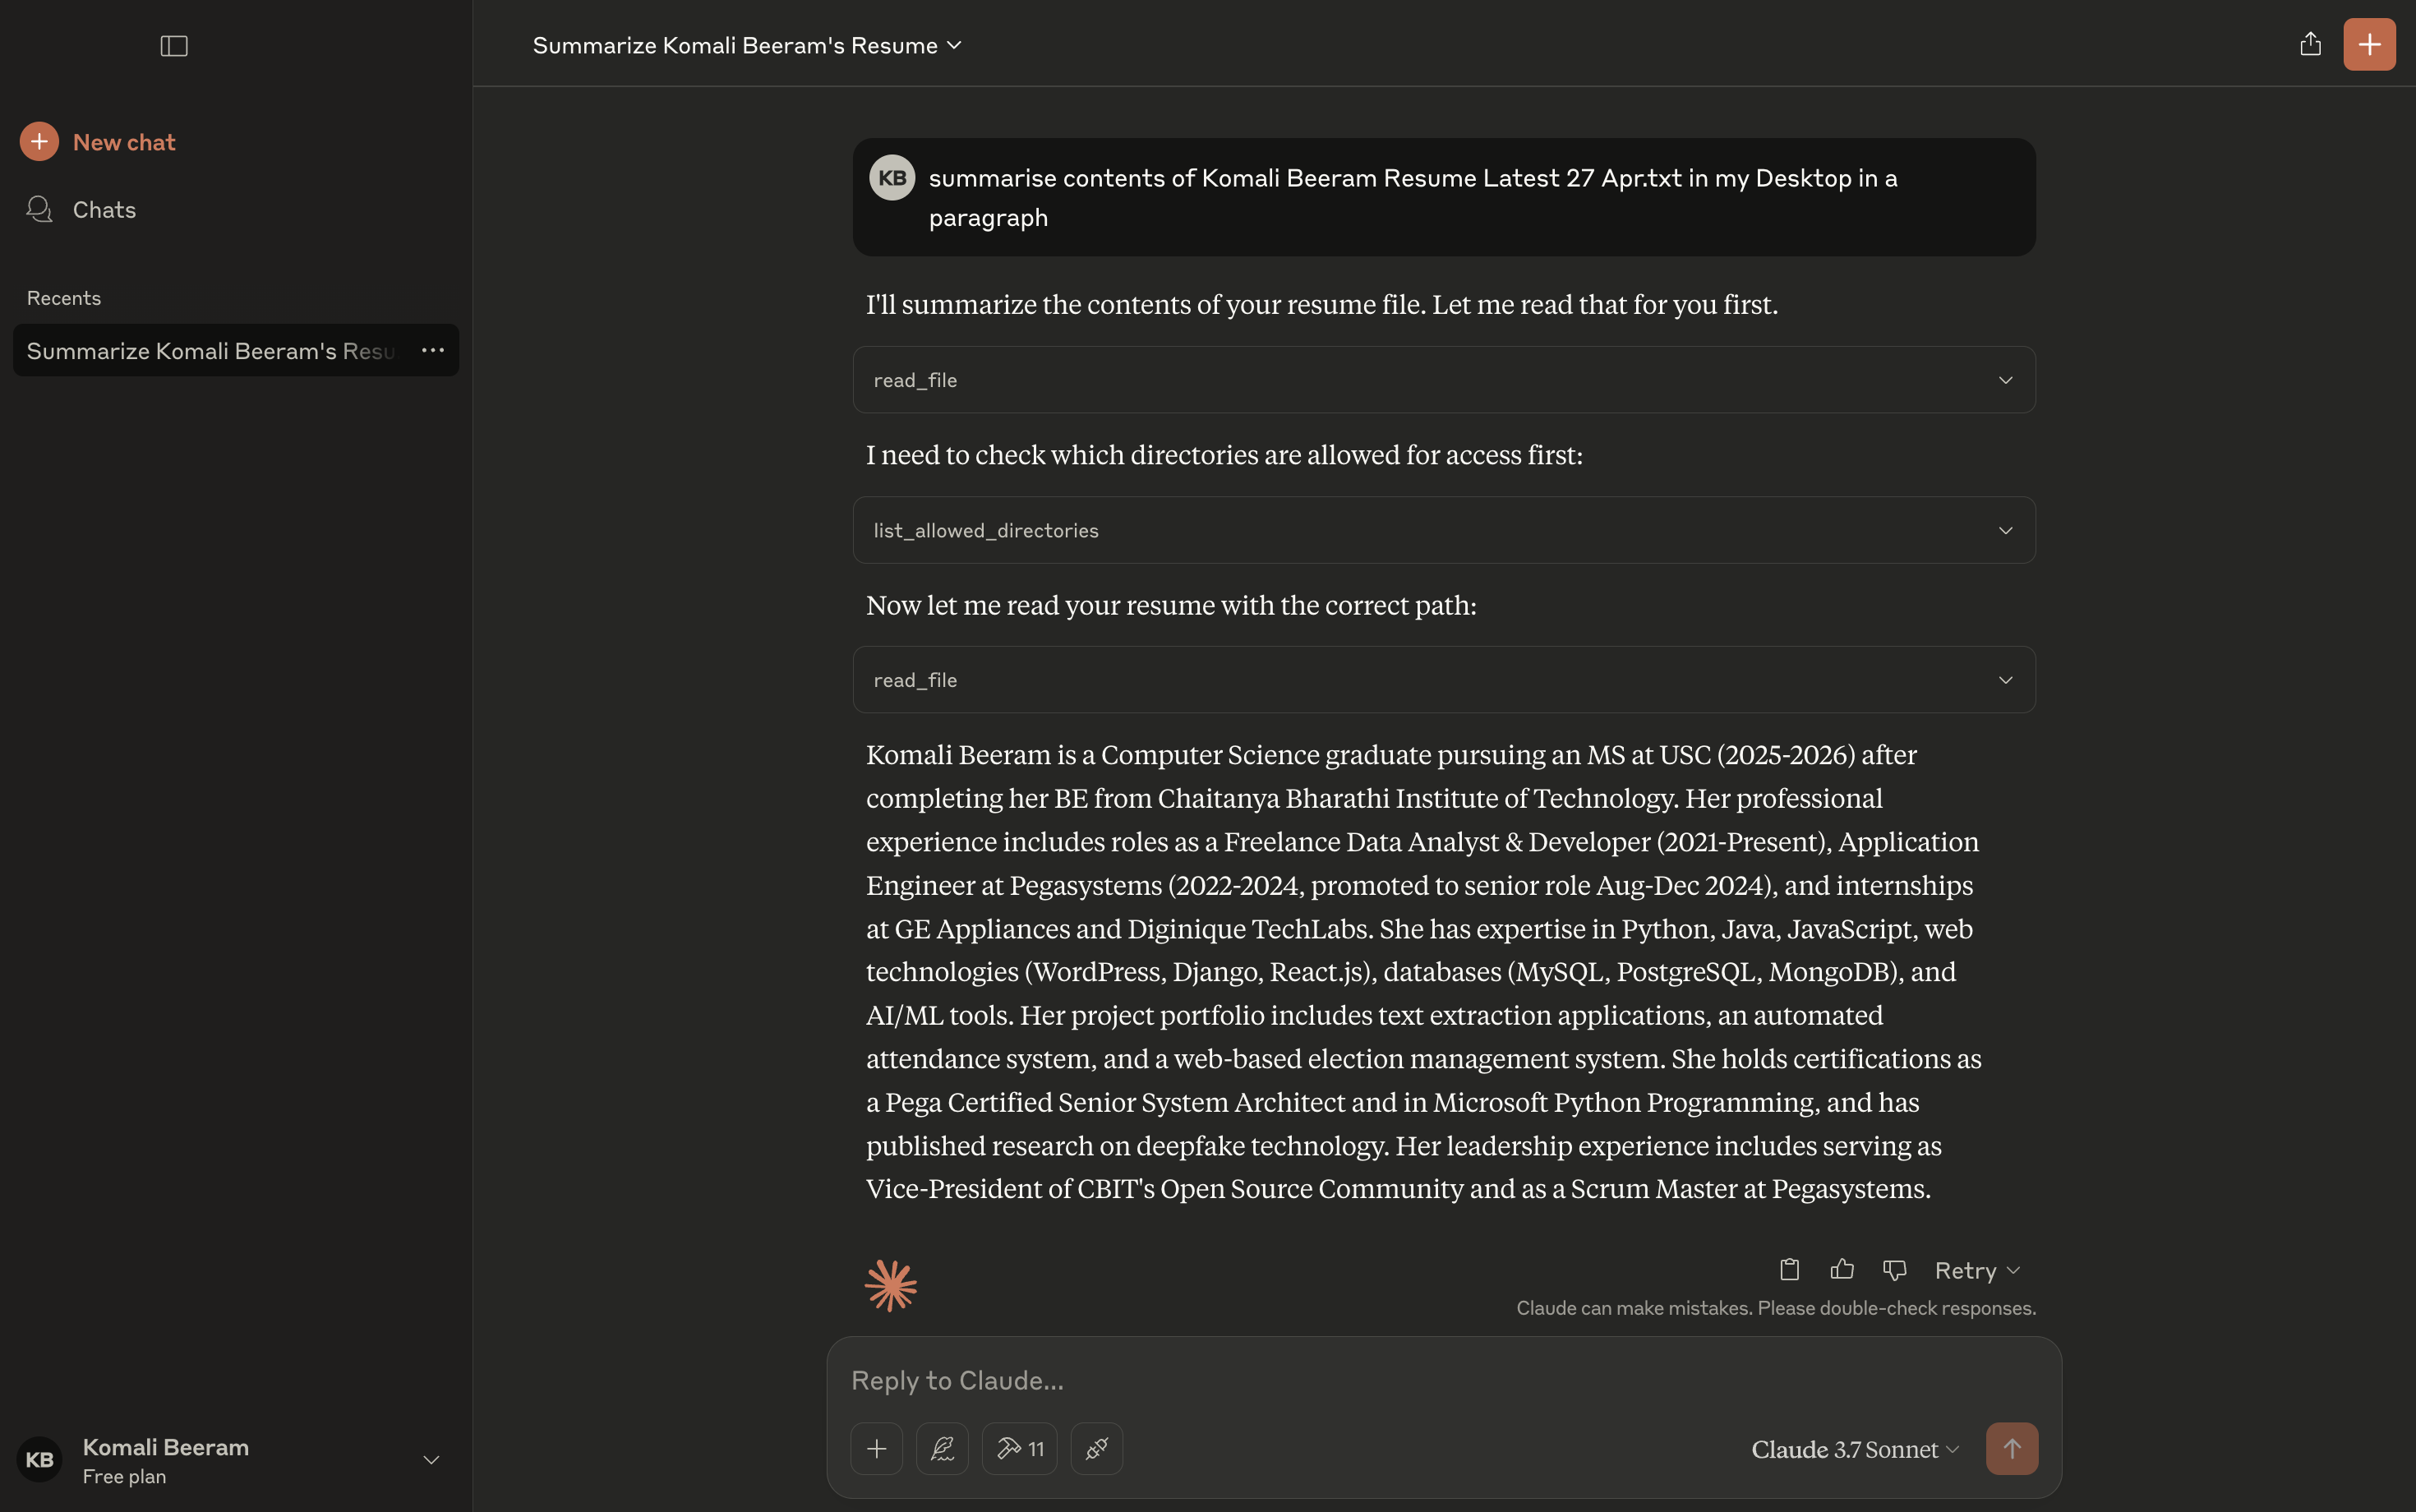 Summarize Komali Beeram's Resume
New chat
Chats
Recents
Summarize Komali Beeram's Resu
KB
summarise contents of Komali Beeram Resume Latest 27 Apr.txt in my Desktop in a
paragraph
I'll summarize the contents of your resume file. Let me read that for you first.
read_file
I need to check which directories are allowed for access first:
list_allowed_directories
Now let me read your resume with the correct path:
read_file
Komali Beeram is a Computer Science graduate pursuing an MS at USC (2025-2026) after
completing her BE from Chaitanya Bharathi Institute of Technology. Her professional
experience includes roles as a Freelance Data Analyst & Developer (2021-Present), Application
Engineer at Pegasystems (2022-2024, promoted to senior role Aug-Dec 2024), and internships
at GE Appliances and Diginique TechLabs. She has expertise in Python, Java, JavaScript, web
technologies (WordPress, Django, React.js), databases (MySQL, PostgreSQL, MongoDB), and
AI/ML tools. Her project portfolio includes text extraction applications, an automated
attendance system, and a web-based election management system. She holds certifications as
a Pega Certified Senior System Architect and in Microsoft Python Programming, and has
published research on deepfake technology. Her leadership experience includes serving as
Vice-President of CBIT's Open Source Community and as a Scrum Master at Pegasystems.
Retry
Claude can make mistakes. Please double-check responses.
Reply to Claude...
11
Claude 3.7 Sonnet
KB
Komali Beeram
Free plan